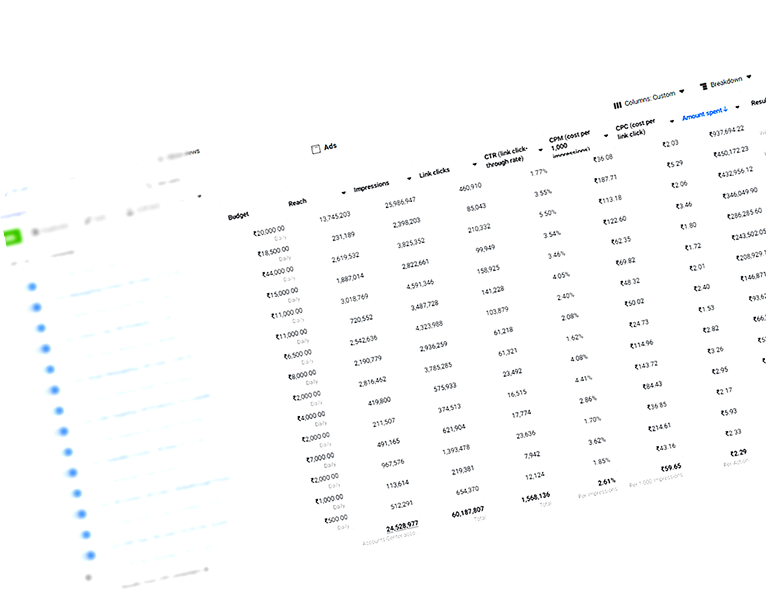 Columns: Custom Breakdown
Ads
Budget Reach Impressions Link clicks CTR (link click-through rate) CPM (cost per 1,000 impressions) CPC (cost per link click) Amount spent ↓ Resu
₹20,000.00 Daily 13,745,203 25,986,947 460,910 1.77% ₹36.08 ₹2.03 ₹937,694.22
₹18,500.00 Daily 231,189 2,398,203 85,043 3.55% ₹187.71 ₹5.29 ₹450,172.23
₹44,000.00 Daily 2,619,532 3,825,352 210,332 5.50% ₹113.18 ₹2.06 ₹432,956.12
₹15,000.00 Daily 1,887,014 2,822,661 99,949 3.54% ₹122.60 ₹3.46 ₹346,049.90
₹11,000.00 Daily 3,018,769 4,591,346 158,925 3.46% ₹62.35 ₹1.80 ₹286,285.60
₹11,000.00 Daily 720,552 3,487,728 141,228 4.05% ₹69.82 ₹1.72 ₹243,502.05
₹6,500.00 Daily 2,542,636 4,323,988 103,879 2.40% ₹48.32 ₹2.01 ₹208,929.1
₹8,000.00 Daily 2,190,779 2,936,259 61,218 2.08% ₹50.02 ₹2.40 ₹146,871
₹2,000.00 Daily 2,816,462 3,785,285 61,321 1.62% ₹24.73 ₹1.53 ₹93,62
₹4,000.00 Daily 419,800 575,933 23,492 4.08% ₹114.96 ₹2.82 ₹66,
₹2,000.00 Daily 211,507 374,513 16,515 4.41% ₹143.72 ₹3.26
₹7,000.00 Daily 491,165 621,904 17,774 2.86% ₹84.43 ₹2.95
₹2,000.00 Daily 967,576 1,393,478 23,636 1.70% ₹36.85 ₹2.17
₹1,000.00 Daily 113,614 219,381 7,942 3.62% ₹214.61 ₹5.93
₹500.00 Daily 512,291 654,370 12,124 1.85% ₹43.16 ₹2.33
24,528,977 60,187,807 1,568,136 2.61% ₹59.65 ₹2.29
Accounts Center acco Total Total Per Impressions Per 1,000 Impressions Per Action